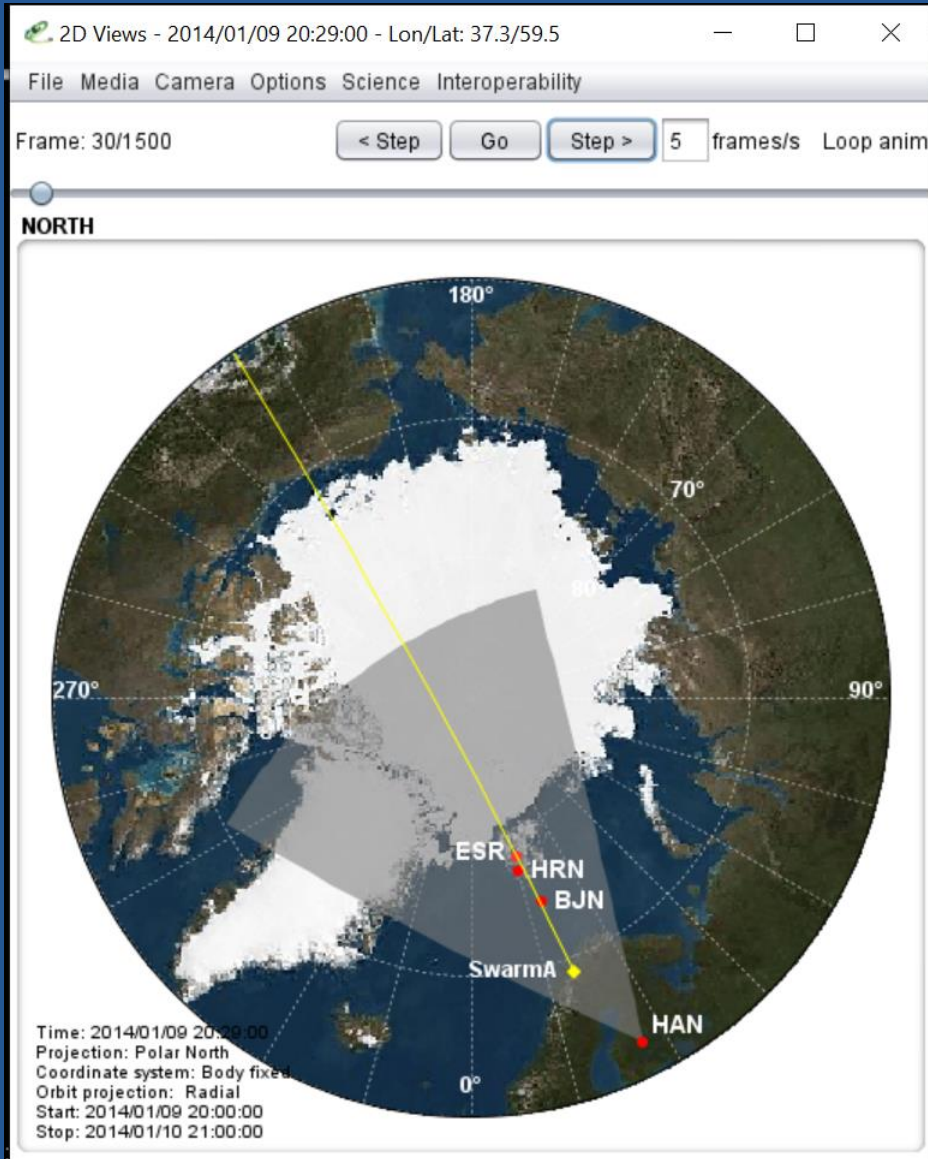 2D Views - 2014/01/09 20:29:00 - Lon/Lat: 37.3/59.5
File Media Camera Options Science Interoperability
Frame: 30/1500 < Step Go Step > 5 frames/s Loop anim
NORTH
180°
70°
80°
270° 90°
ESR
HRN
BJN
SwarmA
HAN
0°
Time: 2014/01/09 20:29:00
Projection: Polar North
Coordinate system: Body fixed
Orbit projection: Radial
Start: 2014/01/09 20:00:00
Stop: 2014/01/10 21:00:00